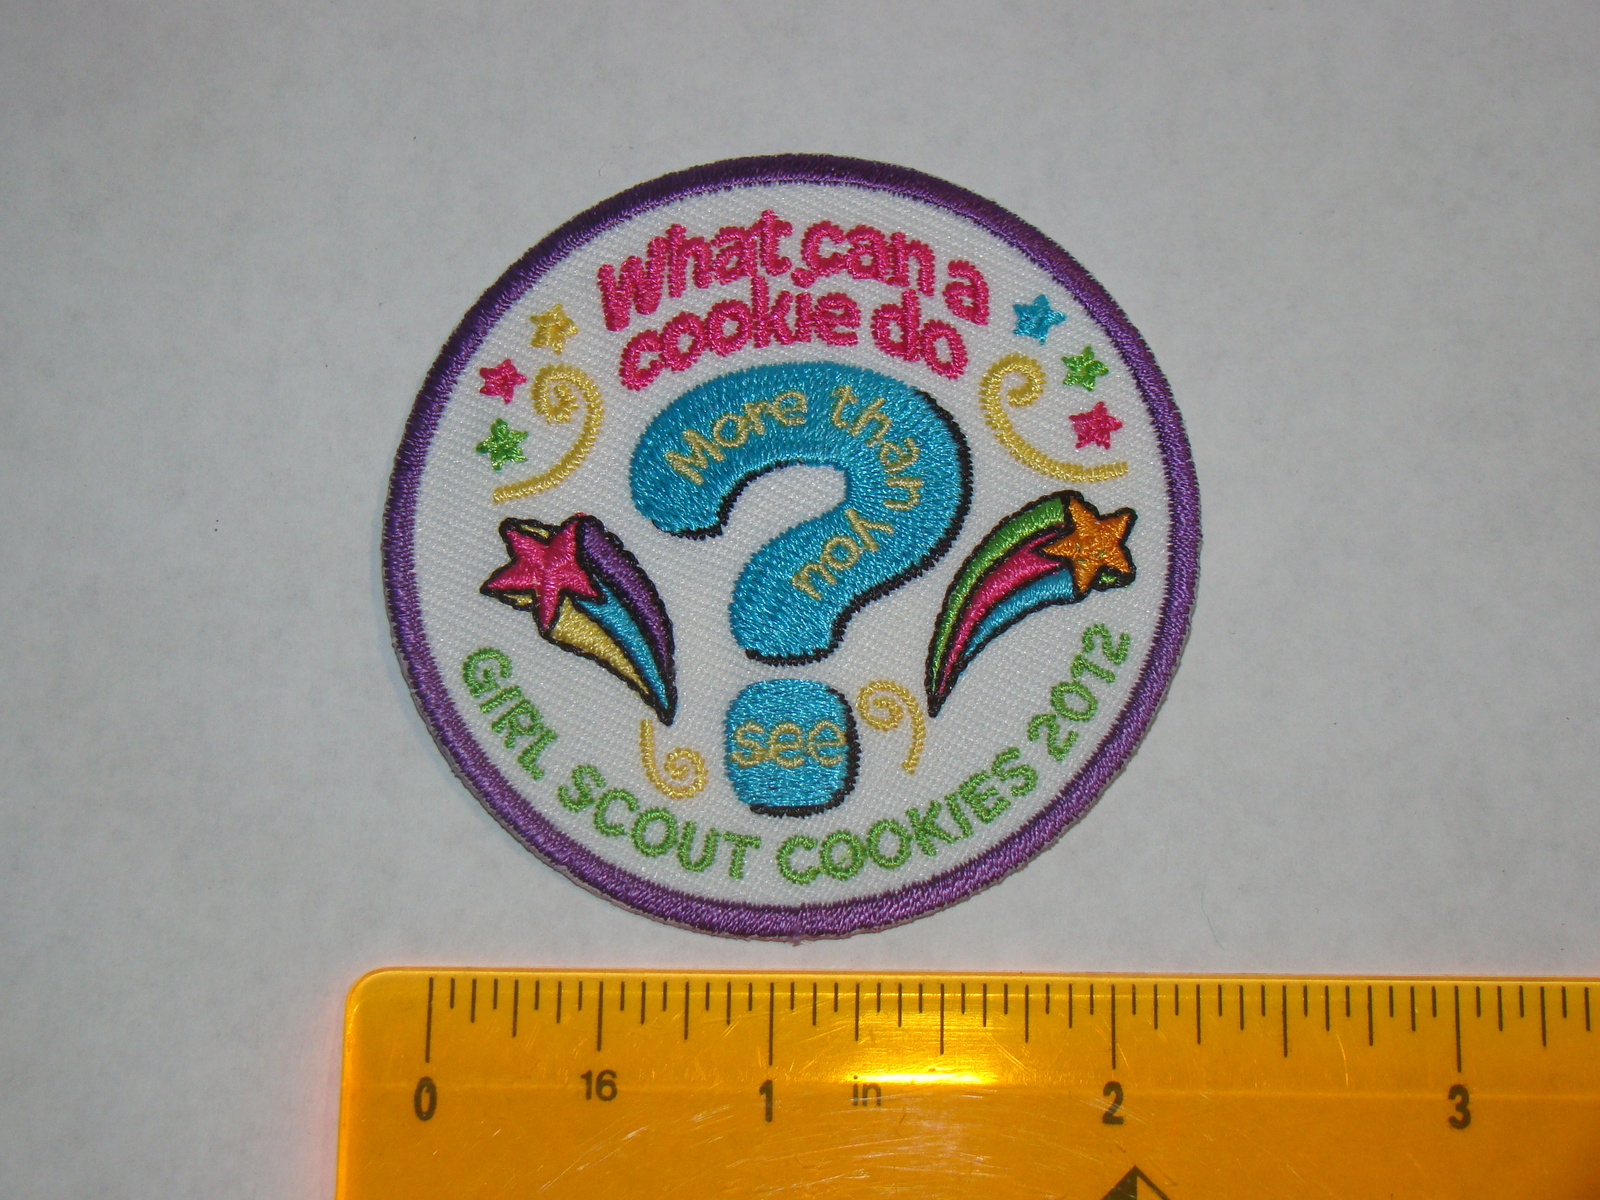 What can a
cookie do
More than you
see
GIRL SCOUT COOKIES 2012
0 16 1 in 2 3